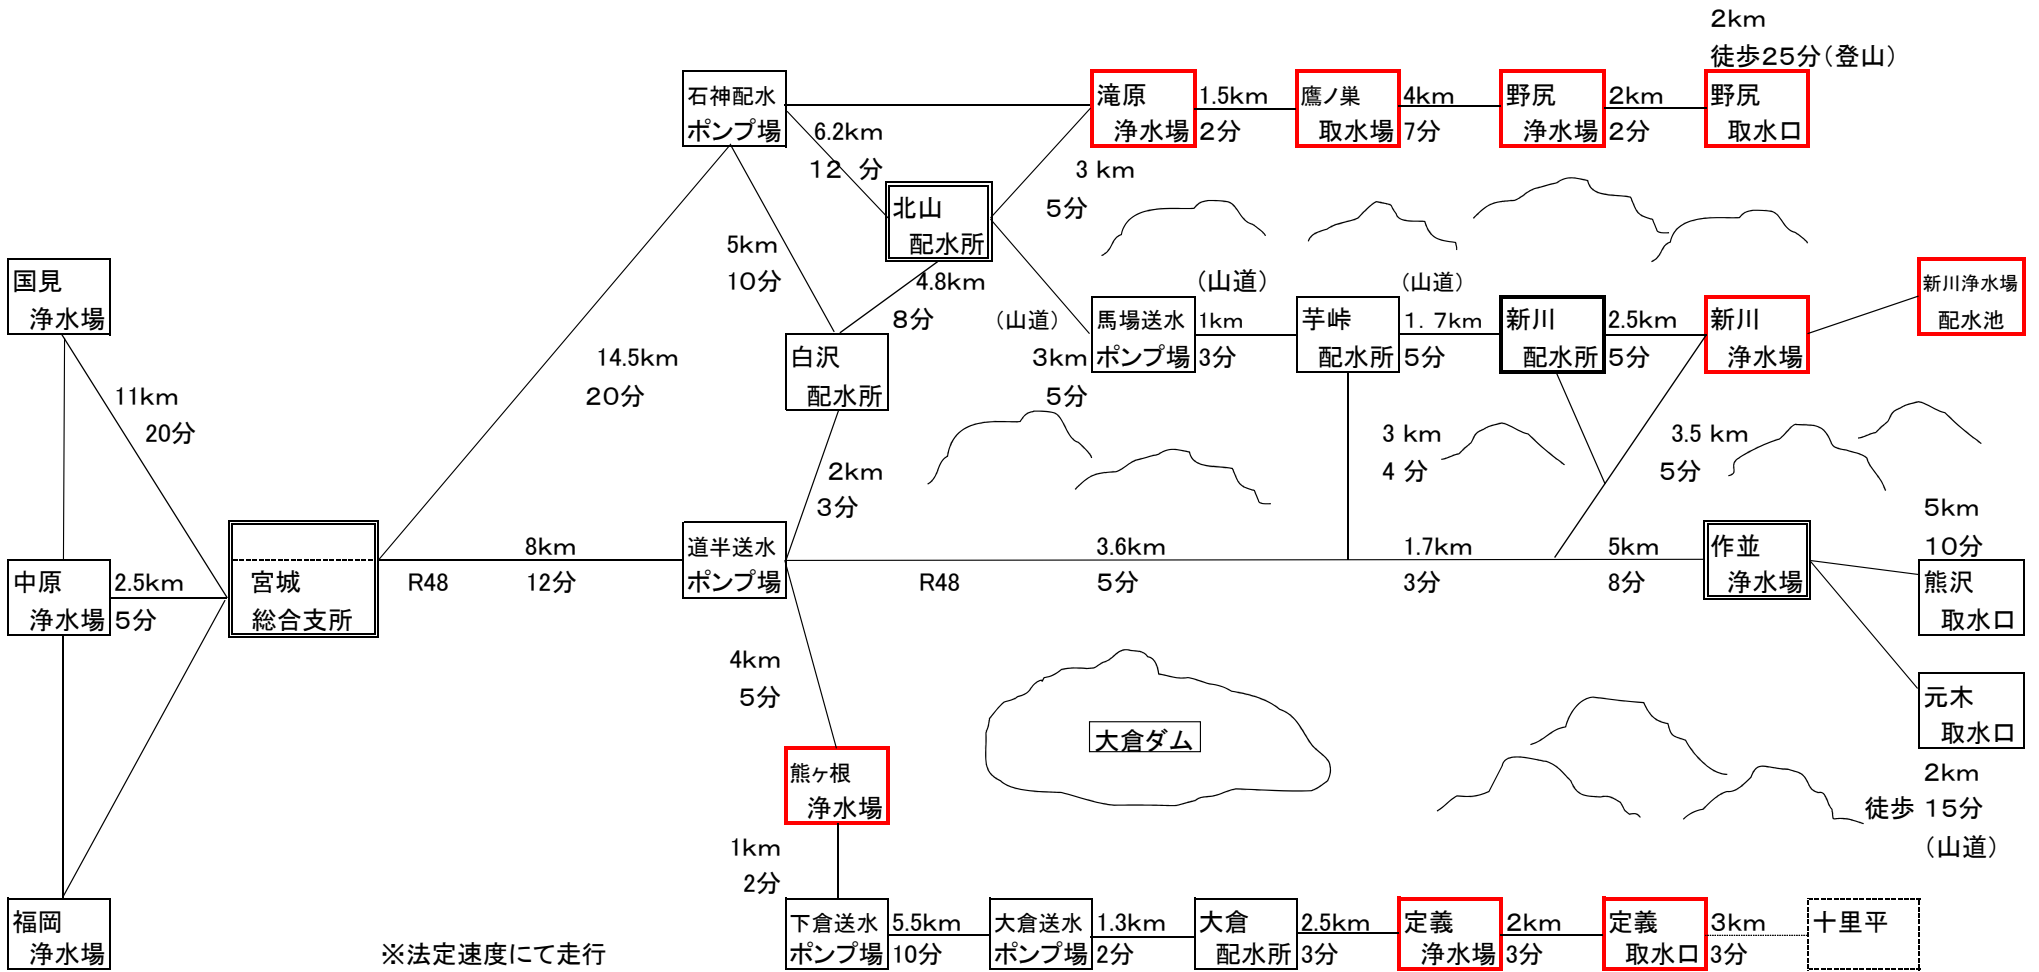 2km
徒歩25分(登山)
石神配水
ポンプ場
滝原
浄水場
1.5km
2分
鷹ノ巣
取水場
4km
7分
野尻
浄水場
2km
2分
野尻
取水口
6.2km
12 分
3 km
5分
北山
配水所
5km
10分
4.8km
8分
国見
浄水場
(山道)
(山道)
(山道)
3km
5分
馬場送水
ポンプ場
1km
3分
芋峠
配水所
1.7km
5分
新川
配水所
2.5km
5分
新川
浄水場
新川浄水場
配水池
白沢
配水所
14.5km
20分
11km
20分
2km
3分
3 km
4 分
3.5 km
5分
中原
浄水場
2.5km
5分
宮城
総合支所
R48
8km
12分
道半送水
ポンプ場
R48
3.6km
5分
1.7km
3分
5km
8分
作並
浄水場
5km
10分
熊沢
取水口
元木
取水口
2km
徒歩 15分
(山道)
4km
5分
大倉ダム
熊ヶ根
浄水場
1km
2分
福岡
浄水場
※法定速度にて走行
下倉送水
ポンプ場
5.5km
10分
大倉送水
ポンプ場
1.3km
2分
大倉
配水所
2.5km
3分
定義
浄水場
2km
3分
定義
取水口
3km
3分
十里平